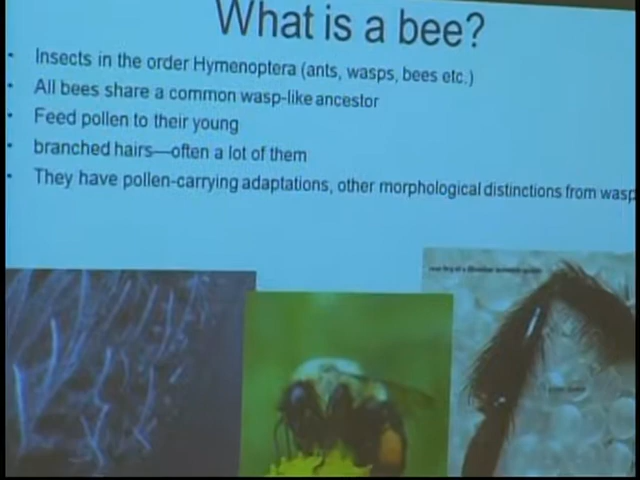 What is a bee?
• Insects in the order Hymenoptera (ants, wasps, bees etc.)
• All bees share a common wasp-like ancestor
• Feed pollen to their young
• branched hairs—often a lot of them
• They have pollen-carrying adaptations, other morphological distinctions from wasp